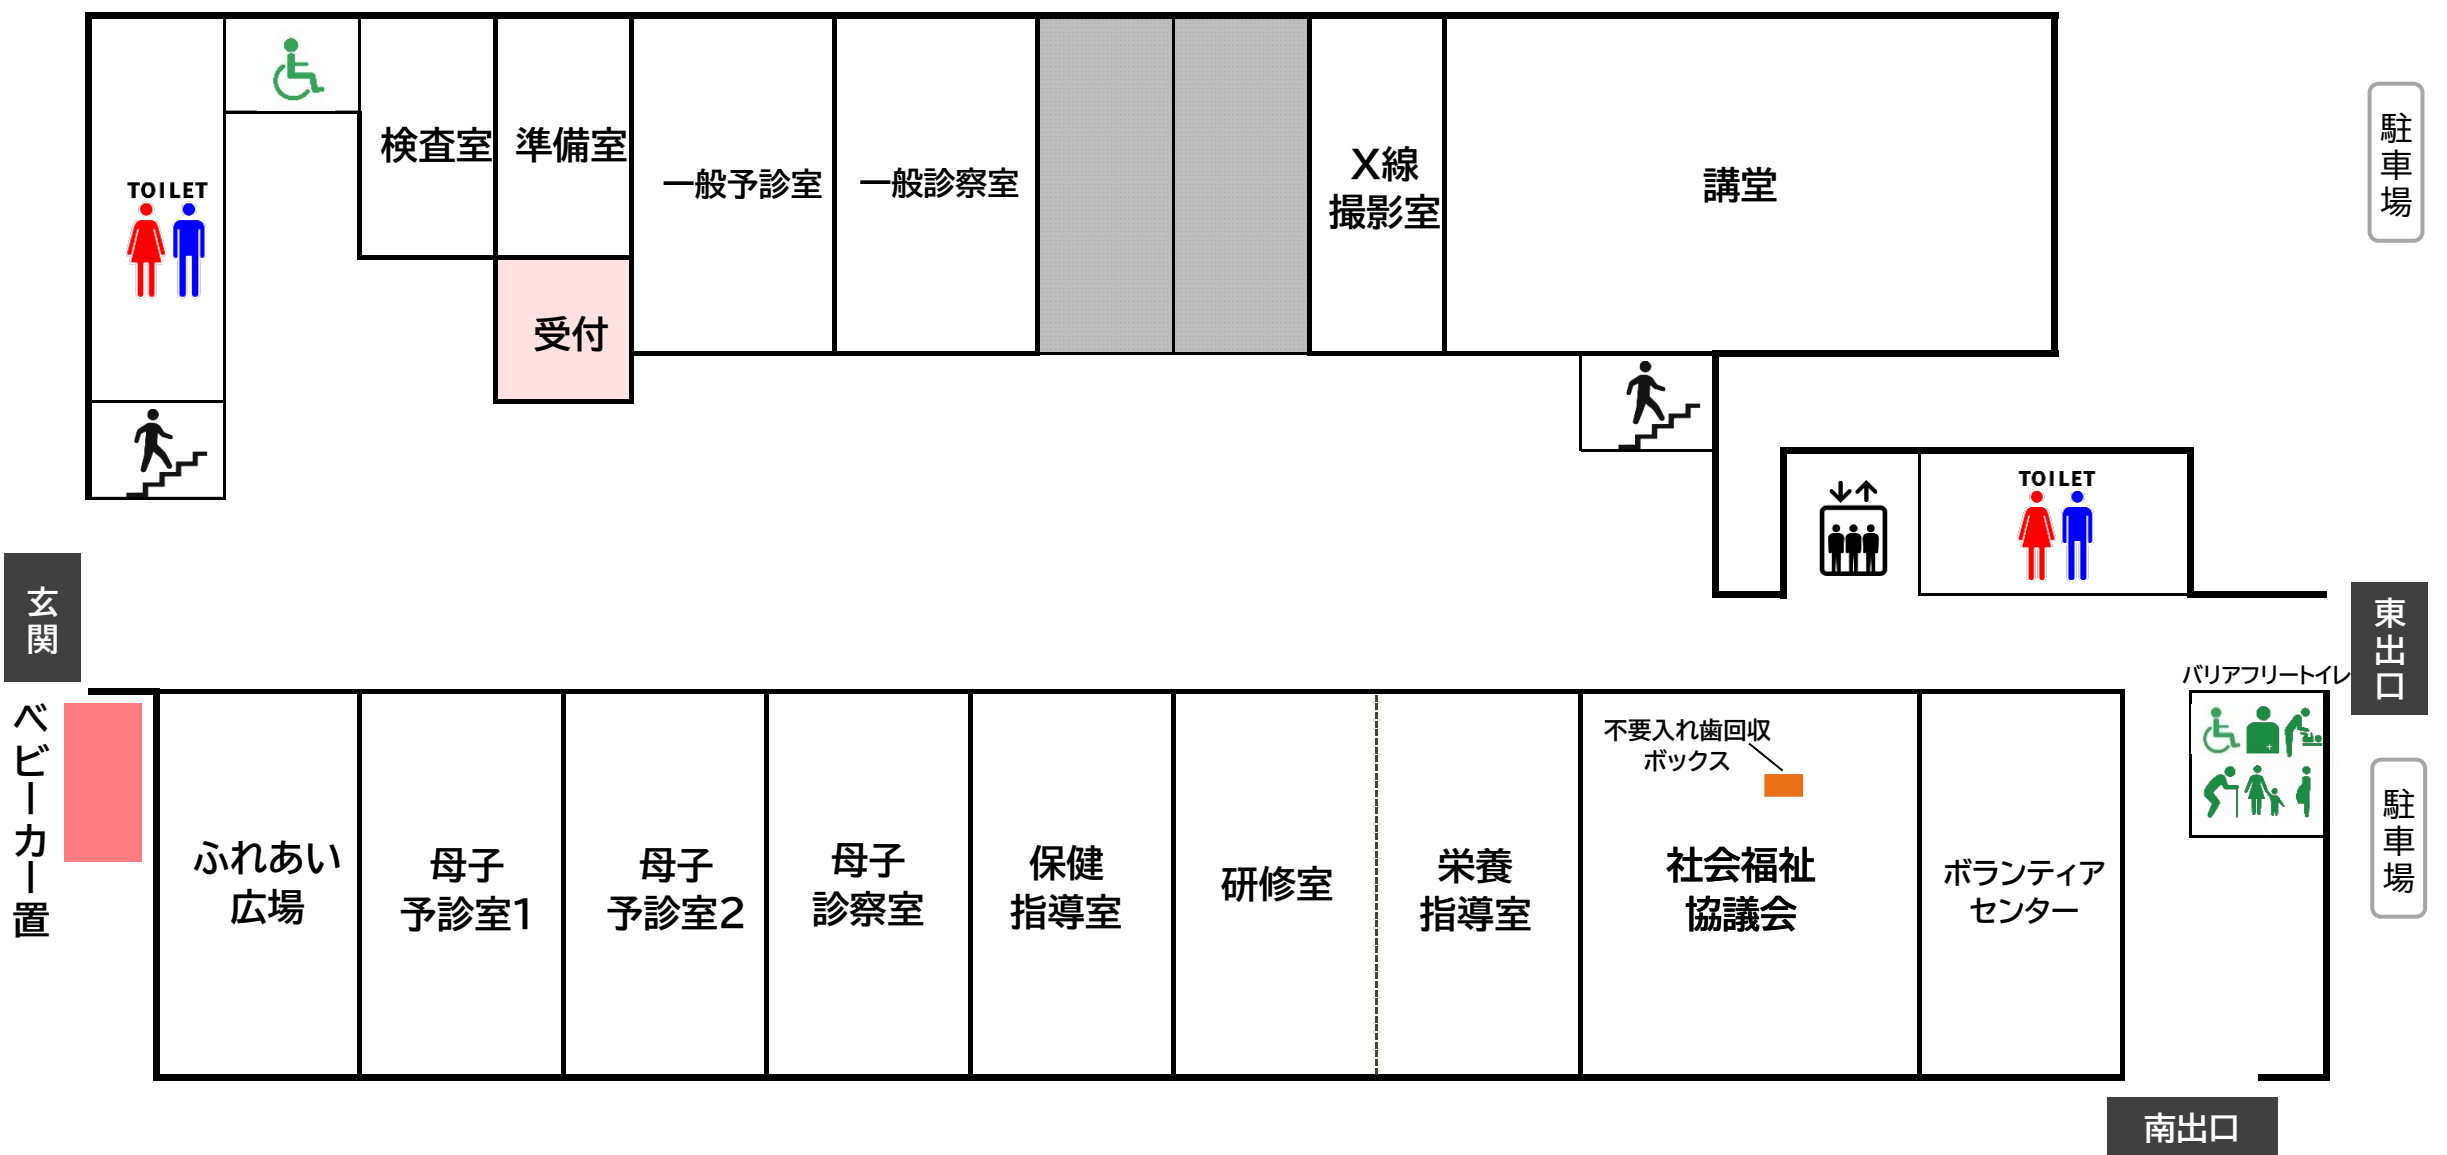 検査室
準備室
一般予診室
一般診察室
X線
撮影室
講堂
駐車場
TOILET
受付
TOILET
玄関
東出口
バリアフリートイレ
ベビーカー置
不要入れ歯回収
ボックス
ふれあい
広場
母子
予診室1
母子
予診室2
母子
診察室
保健
指導室
研修室
栄養
指導室
社会福祉
協議会
ボランティア
センター
駐車場
南出口